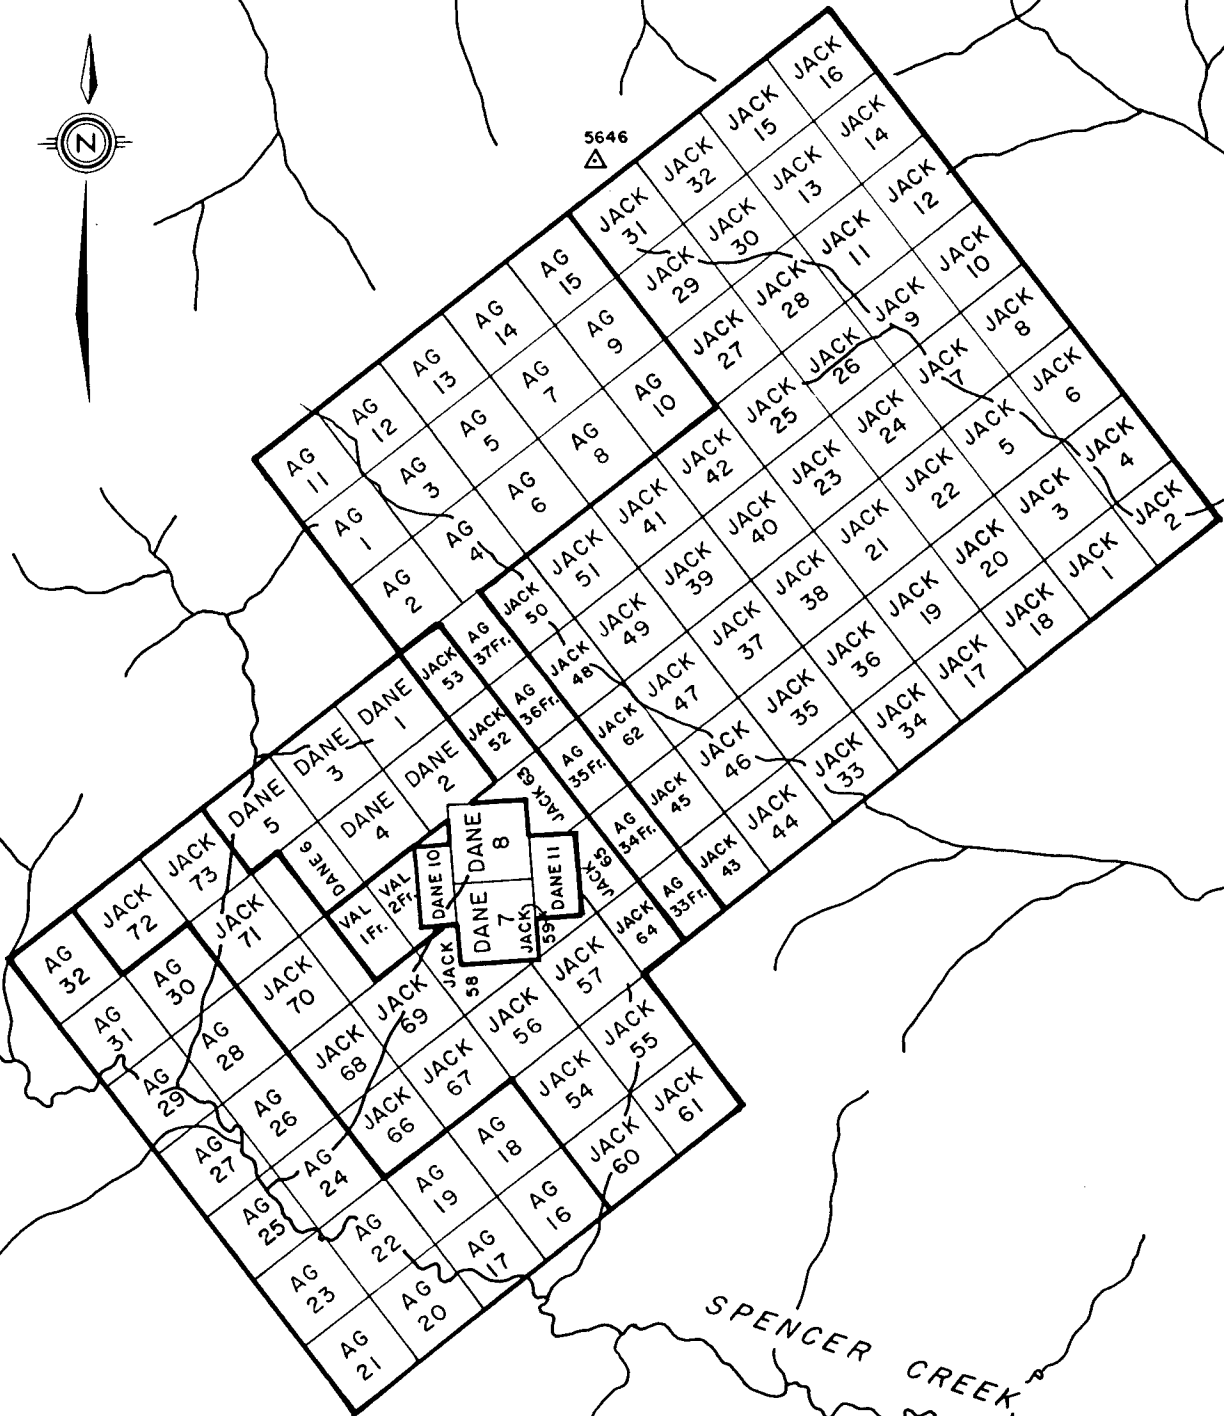 N
5646
JACK
16
JACK
15
JACK
14
JACK
32
JACK
13
JACK
12
JACK
31
JACK
30
JACK
11
JACK
10
AG
15
JACK
29
JACK
28
JACK
9
JACK
8
AG
14
AG
9
JACK
27
JACK
26
JACK
7
JACK
6
AG
13
AG
7
AG
10
JACK
25
JACK
24
JACK
5
JACK
4
AG
12
AG
5
AG
8
JACK
42
JACK
23
JACK
22
JACK
3
JACK
2
AG
11
AG
3
AG
6
JACK
41
JACK
40
JACK
21
JACK
20
JACK
1
AG
1
AG
4
JACK
51
JACK
39
JACK
38
JACK
19
JACK
18
AG
2
JACK
50
JACK
49
JACK
37
JACK
36
JACK
17
AG
37Fr.
JACK
48
JACK
47
JACK
35
JACK
34
JACK
53
AG
36Fr.
JACK
62
JACK
46
JACK
33
DANE
1
JACK
52
AG
35Fr.
JACK
45
JACK
44
DANE
3
DANE
2
JACK 63
AG
34Fr.
JACK
43
DANE
5
DANE
4
DANE
8
JACK 65
AG
33Fr.
JACK
73
DANE 6
VAL
2Fr.
DANE 10
DANE 11
JACK
64
JACK
72
JACK
71
VAL
1Fr.
DANE
7
JACK
59
JACK
58
JACK
57
AG
32
AG
30
JACK
70
JACK
69
JACK
56
JACK
55
AG
31
AG
28
JACK
68
JACK
67
JACK
54
JACK
61
AG
29
AG
26
JACK
66
AG
18
JACK
60
AG
27
AG
24
AG
19
AG
16
AG
25
AG
22
AG
17
AG
23
AG
20
AG
21
SPENCER CREEK